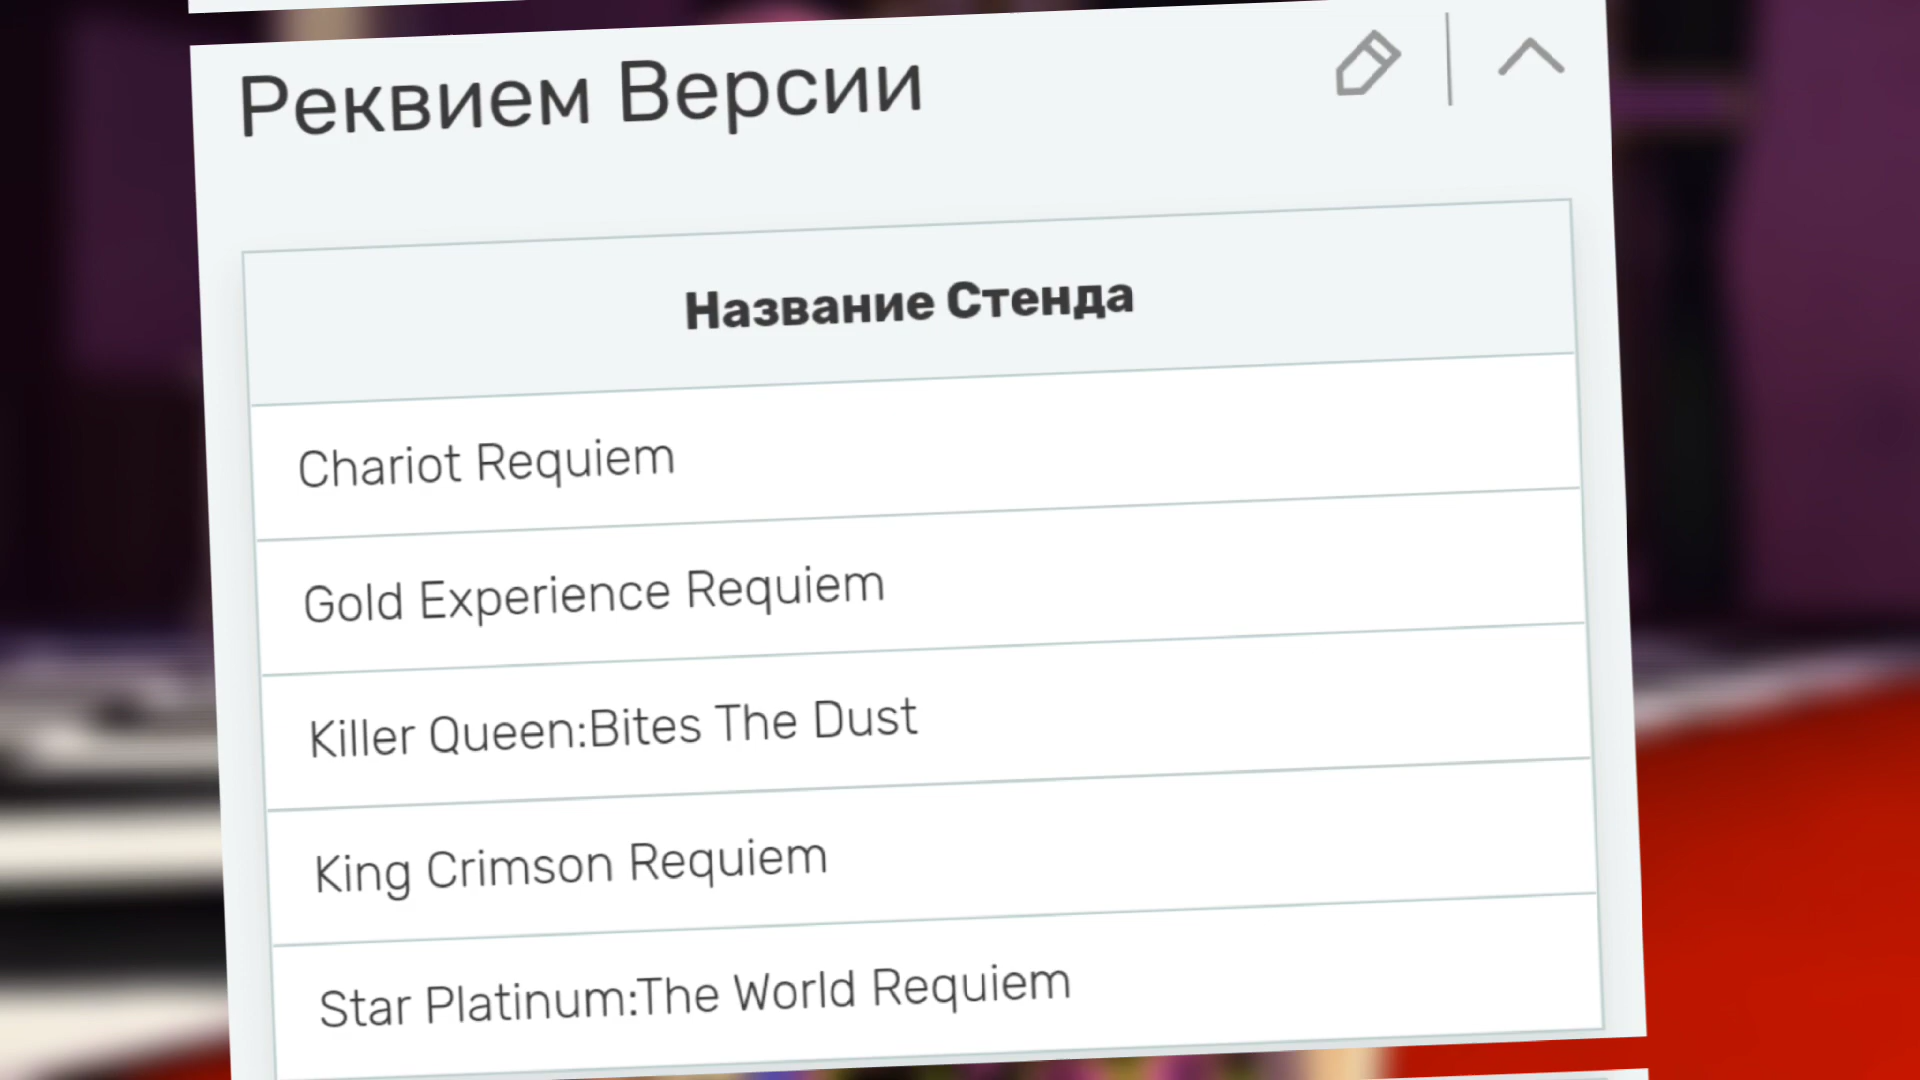 Реквием Версии
Название Стенда
Chariot Requiem
Gold Experience Requiem
Killer Queen:Bites The Dust
King Crimson Requiem
Star Platinum:The World Requiem